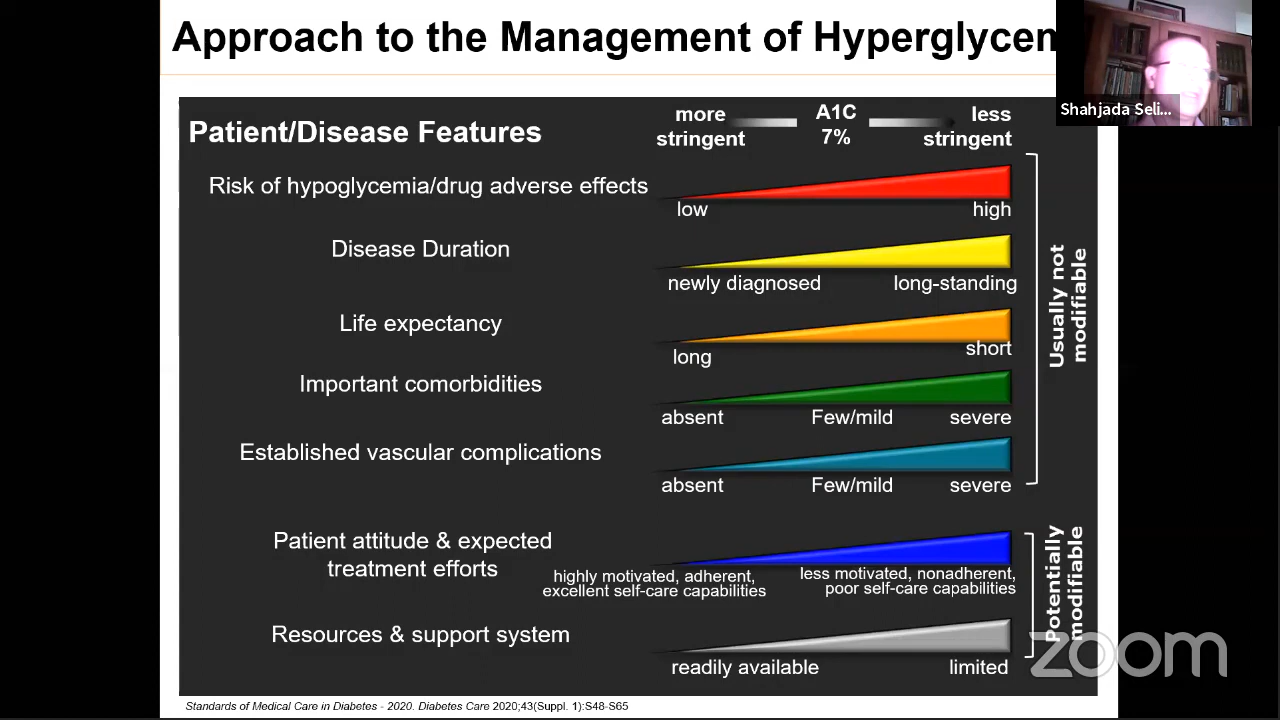 Approach to the Management of Hyperglycem
Shahjada Seli...
Patient/Disease Features
more
stringent
A1C
7%
less
stringent
Risk of hypoglycemia/drug adverse effects
low
high
Disease Duration
newly diagnosed
long-standing
Life expectancy
long
short
Important comorbidities
absent
Few/mild
severe
Established vascular complications
absent
Few/mild
severe
Usually not
modifiable
Patient attitude & expected
treatment efforts
highly motivated, adherent,
excellent self-care capabilities
less motivated, nonadherent,
poor self-care capabilities
Resources & support system
readily available
limited
Potentially
modifiable
zoom
Standards of Medical Care in Diabetes - 2020. Diabetes Care 2020;43(Suppl. 1):S48-S65